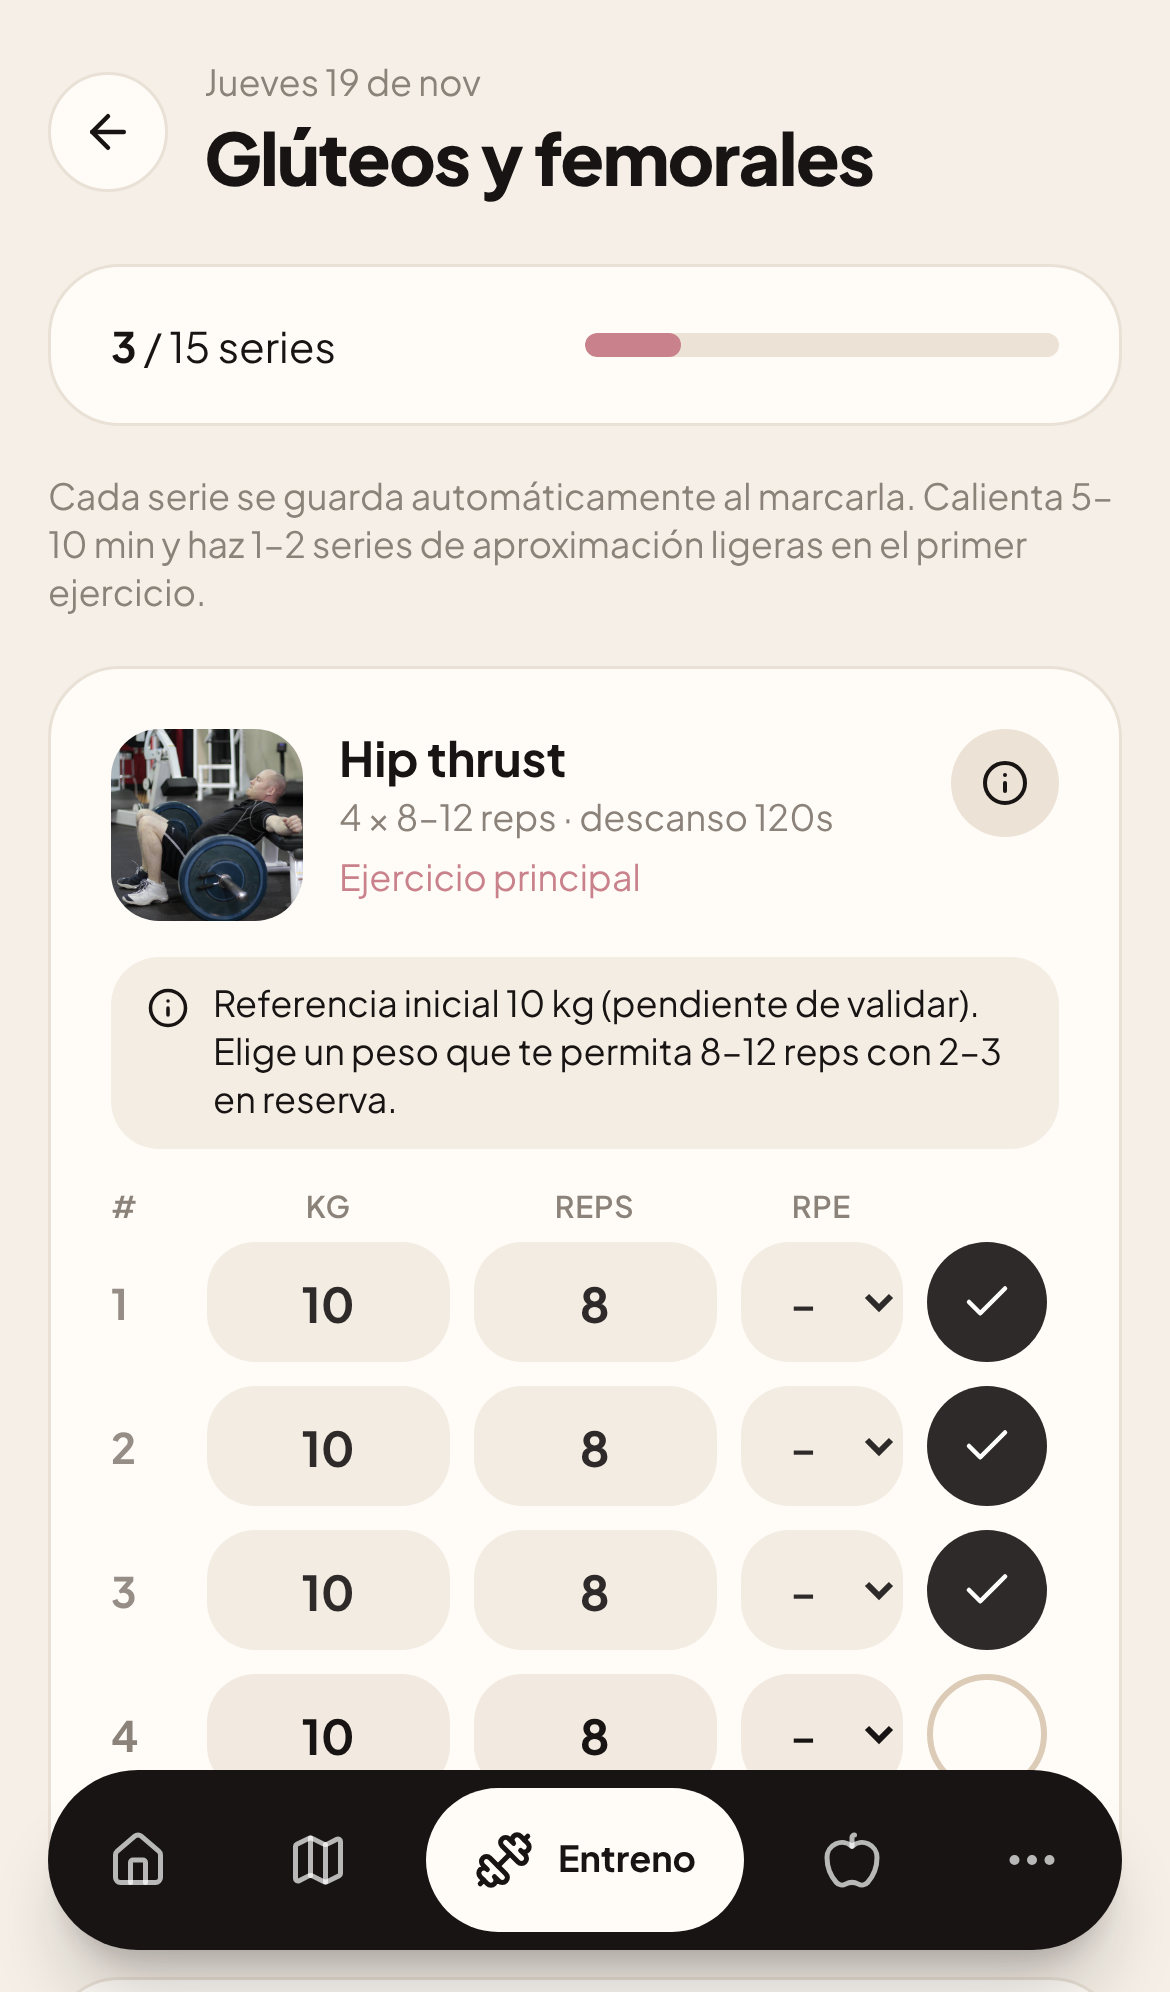 Jueves 19 de nov
Glúteos y femorales
3 / 15 series
Cada serie se guarda automáticamente al marcarla. Calienta 5–
10 min y haz 1–2 series de aproximación ligeras en el primer
ejercicio.
Hip thrust
4 × 8–12 reps · descanso 120s
Ejercicio principal
Referencia inicial 10 kg (pendiente de validar).
Elige un peso que te permita 8–12 reps con 2–3
en reserva.
# KG REPS RPE
1 10 8 –
2 10 8 –
3 10 8 –
4 10 8 –
Entreno